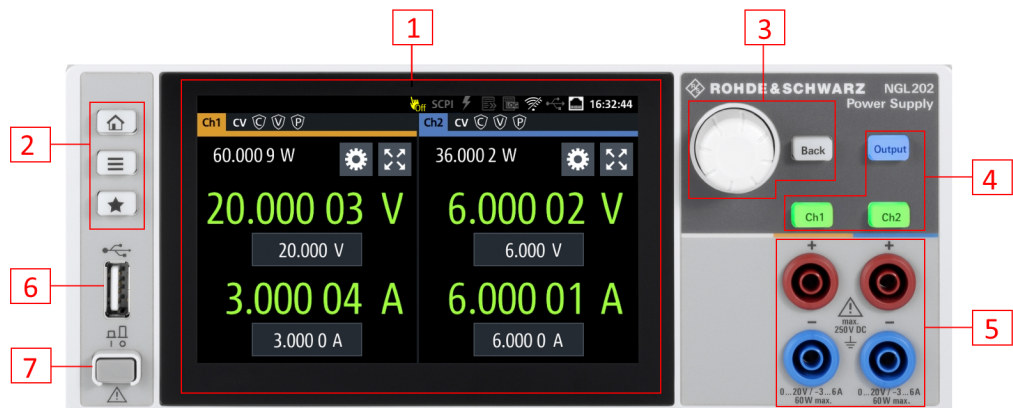 1
3
2
4
6
5
7
Off SCPI 16:32:44
Ch1 CV C V P
Ch2 CV C V P
60.000 9 W
36.000 2 W
20.000 03 V
6.000 02 V
20.000 V
6.000 V
3.000 04 A
6.000 01 A
3.000 0 A
6.000 0 A
ROHDE&SCHWARZ NGL202
Power Supply
Back
Output
Ch1
Ch2
+ +
max.
250V DC
− −
0...20V / -3...6A
60W max.
0...20V / -3...6A
60W max.